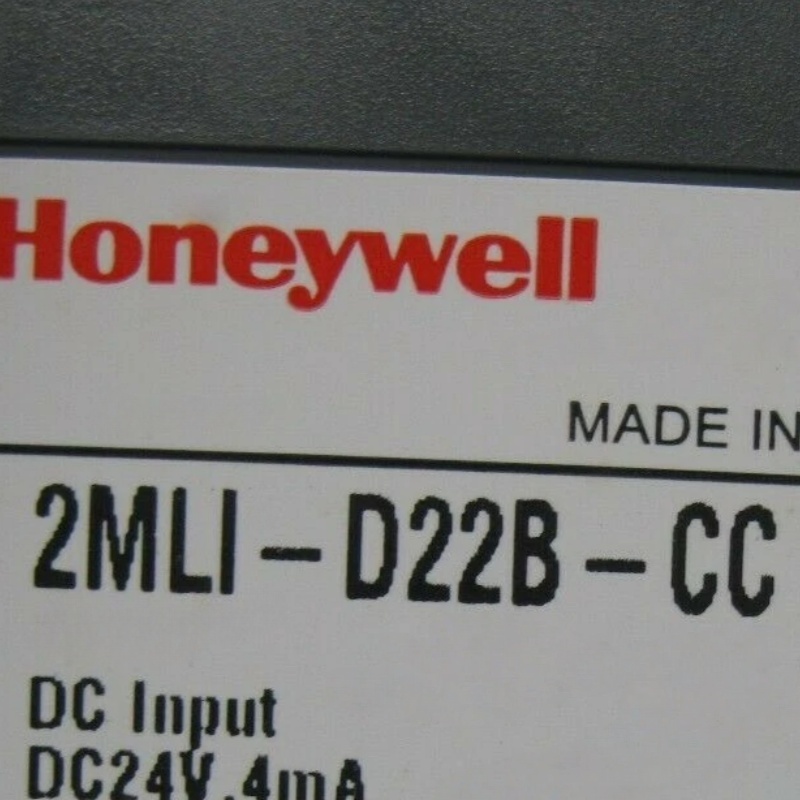 Honeywell
MADE IN
2MLI-D22B-CC
DC Input
DC24V,4mA